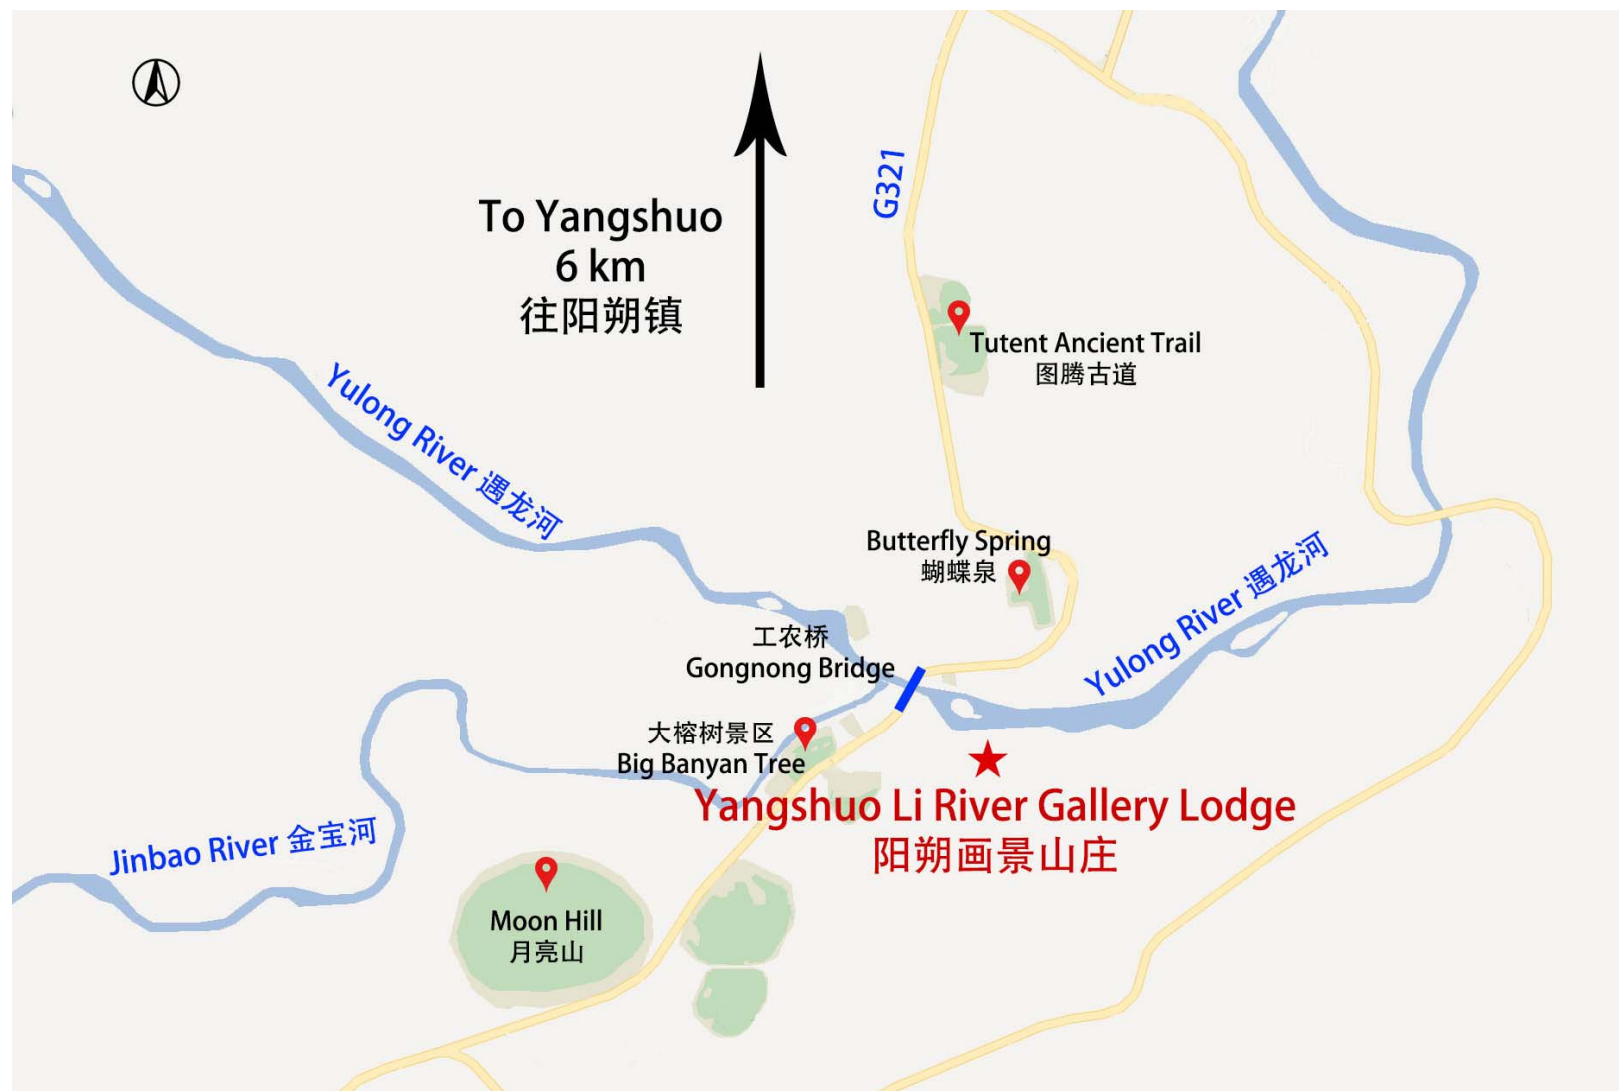 G321
To Yangshuo
6 km
往阳朔镇
Tutent Ancient Trail
图腾古道
Yulong River 遇龙河
Butterfly Spring
蝴蝶泉
Yulong River 遇龙河
工农桥
Gongnong Bridge
大榕树景区
Big Banyan Tree
Yangshuo Li River Gallery Lodge
阳朔画景山庄
Jinbao River 金宝河
Moon Hill
月亮山